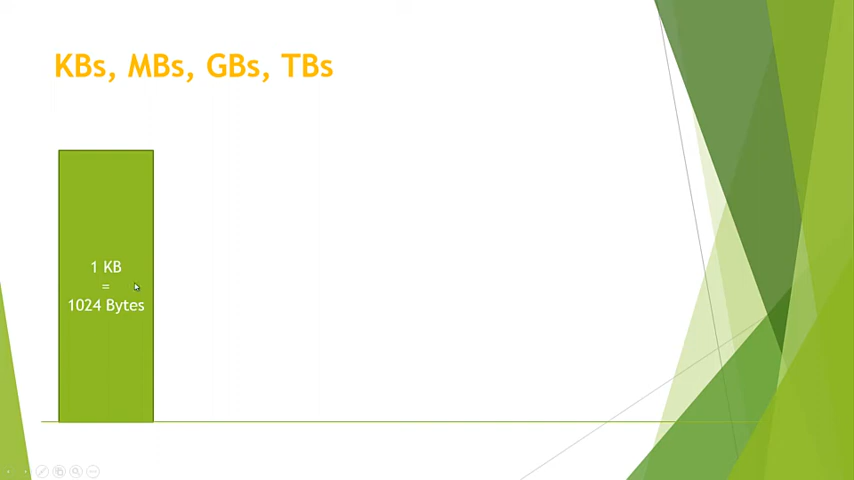 KBs, MBs, GBs, TBs
1 KB
=
1024 Bytes